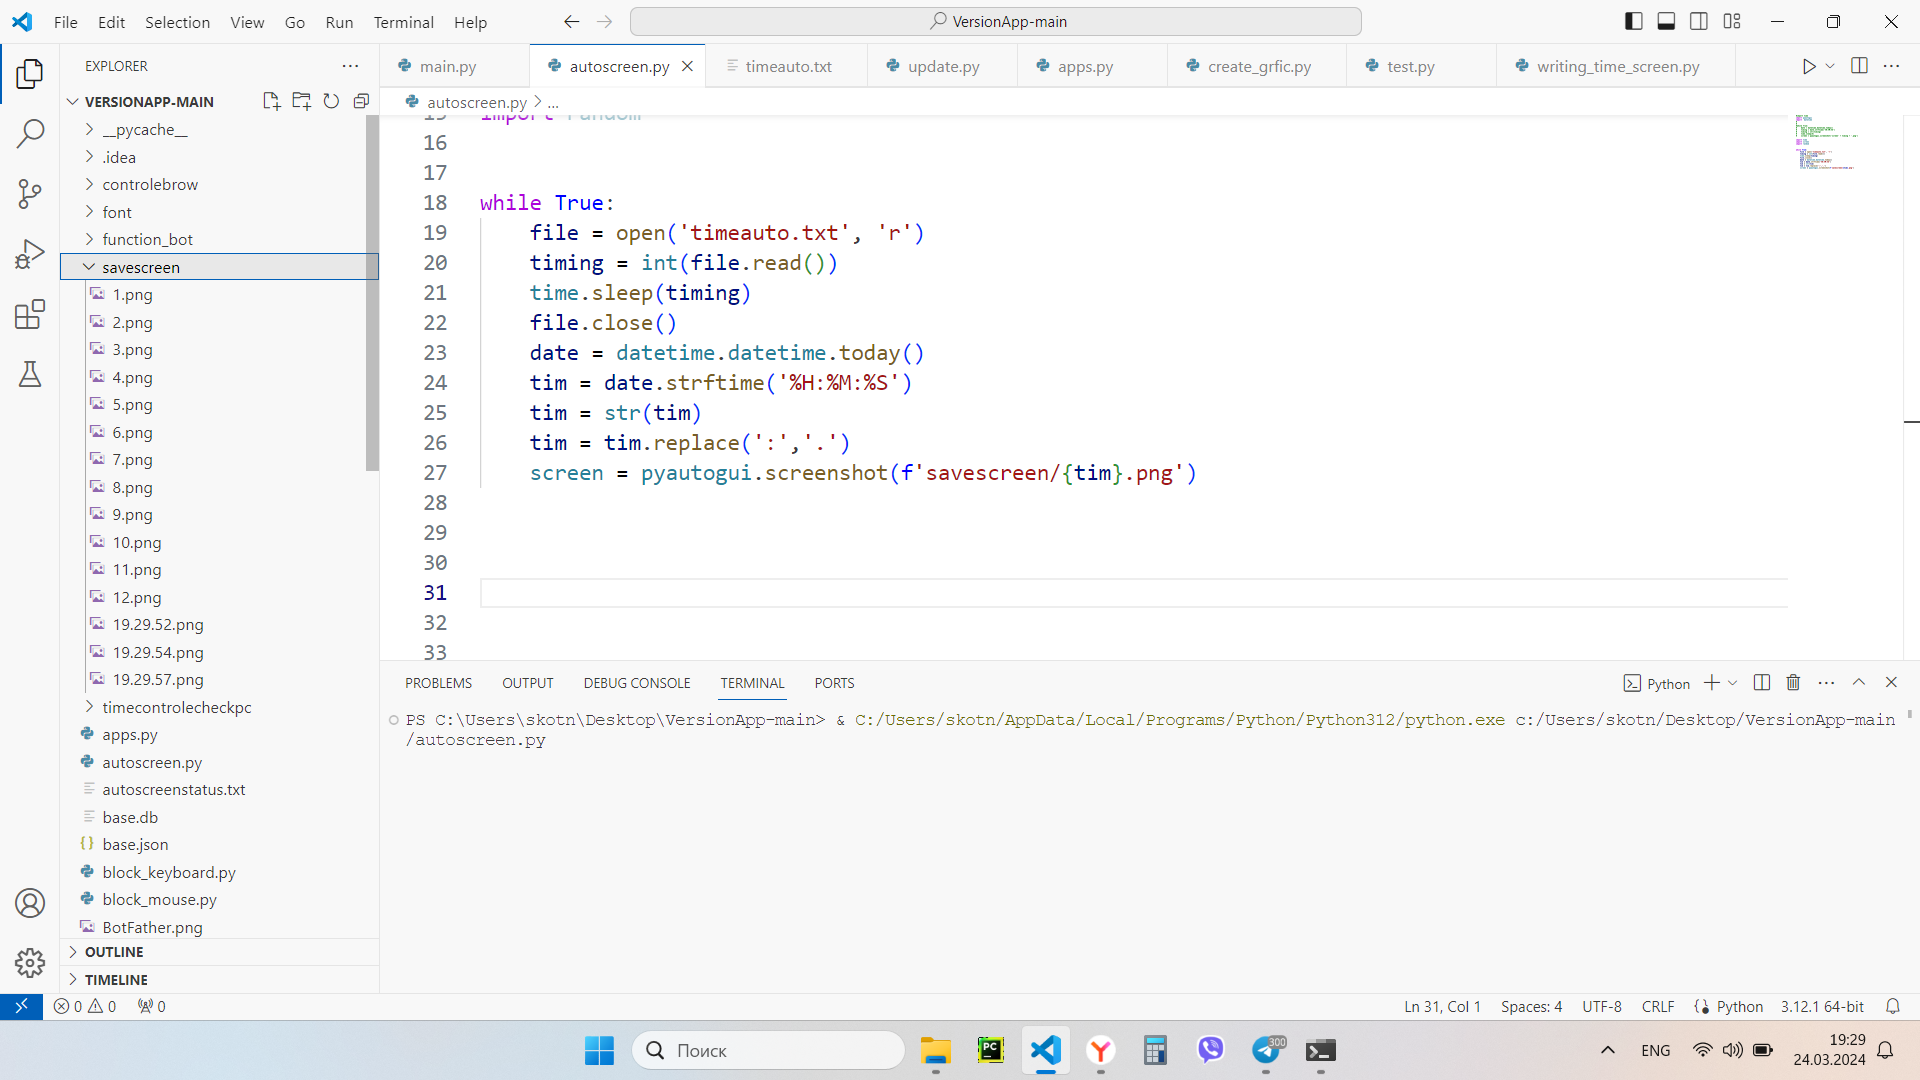 File Edit Selection View Go Run Terminal Help
VersionApp-main
EXPLORER
VERSIONAPP-MAIN
__pycache__
.idea
controlebrow
font
function_bot
savescreen
1.png
2.png
3.png
4.png
5.png
6.png
7.png
8.png
9.png
10.png
11.png
12.png
19.29.52.png
19.29.54.png
19.29.57.png
timecontrolecheckpc
apps.py
autoscreen.py
autoscreenstatus.txt
base.db
base.json
block_keyboard.py
block_mouse.py
BotFather.png
OUTLINE
TIMELINE
main.py autoscreen.py timeauto.txt update.py apps.py create_grfic.py test.py writing_time_screen.py
autoscreen.py > ...
15 import random
16
17
18 while True:
19 file = open('timeauto.txt', 'r')
20 timing = int(file.read())
21 time.sleep(timing)
22 file.close()
23 date = datetime.datetime.today()
24 tim = date.strftime('%H:%M:%S')
25 tim = str(tim)
26 tim = tim.replace(':','.')
27 screen = pyautogui.screenshot(f'savescreen/{tim}.png')
28
29
30
31
32
33
PROBLEMS OUTPUT DEBUG CONSOLE TERMINAL PORTS
Python
PS C:\Users\skotn\Desktop\VersionApp-main> & C:/Users/skotn/AppData/Local/Programs/Python/Python312/python.exe c:/Users/skotn/Desktop/VersionApp-main
/autoscreen.py
0 0 0
Ln 31, Col 1 Spaces: 4 UTF-8 CRLF Python 3.12.1 64-bit
Поиск
PC
300
ENG
19:29
24.03.2024